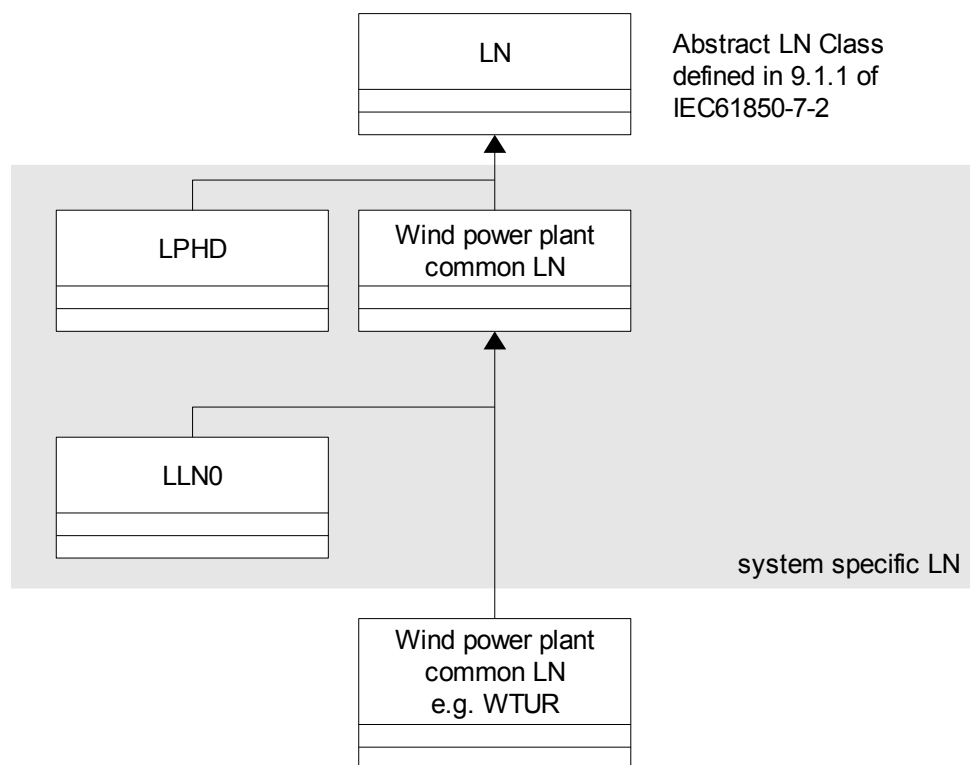 LN
Abstract LN Class
defined in 9.1.1 of
IEC61850-7-2
LPHD
Wind power plant
common LN
LLN0
system specific LN
Wind power plant
common LN
e.g. WTUR